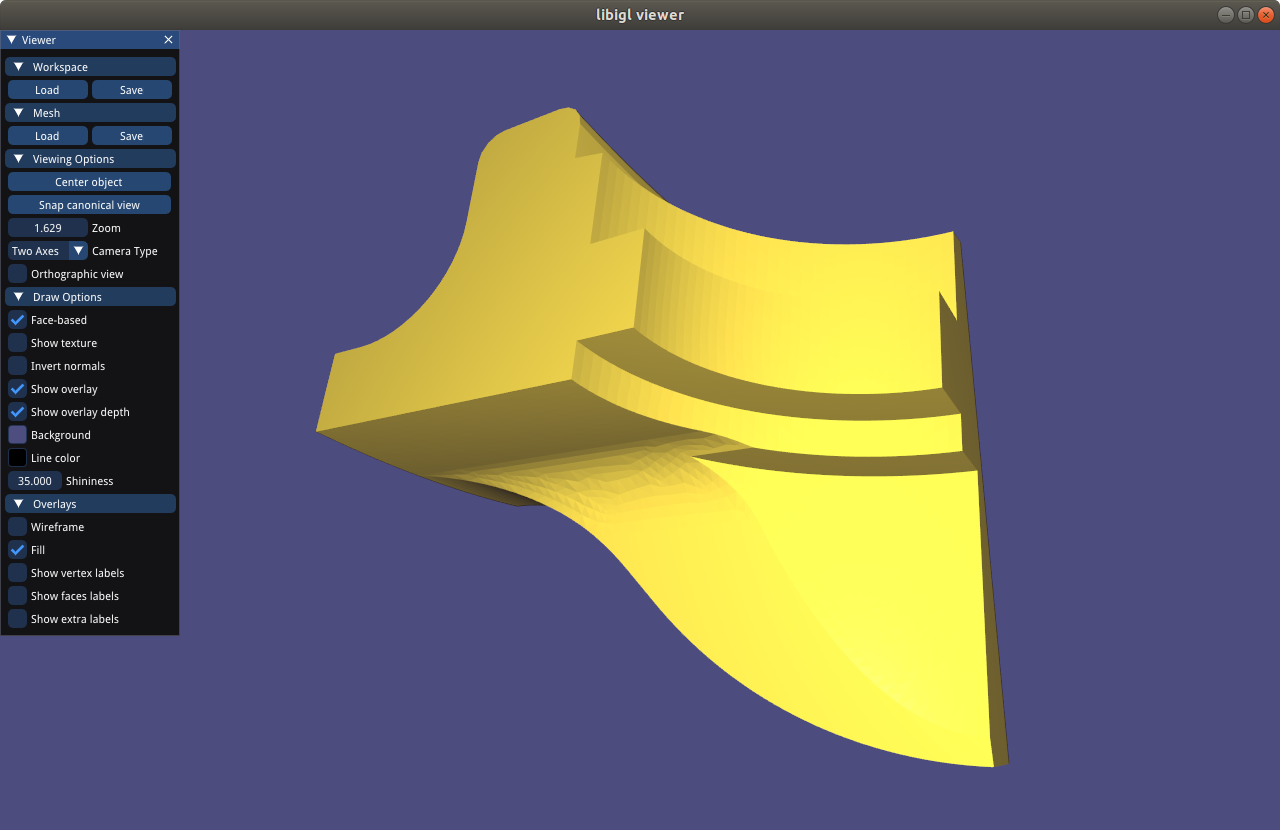 libigl viewer
Viewer
Workspace
Load Save
Mesh
Load Save
Viewing Options
Center object
Snap canonical view
1.629 Zoom
Two Axes Camera Type
Orthographic view
Draw Options
Face-based
Show texture
Invert normals
Show overlay
Show overlay depth
Background
Line color
35.000 Shininess
Overlays
Wireframe
Fill
Show vertex labels
Show faces labels
Show extra labels